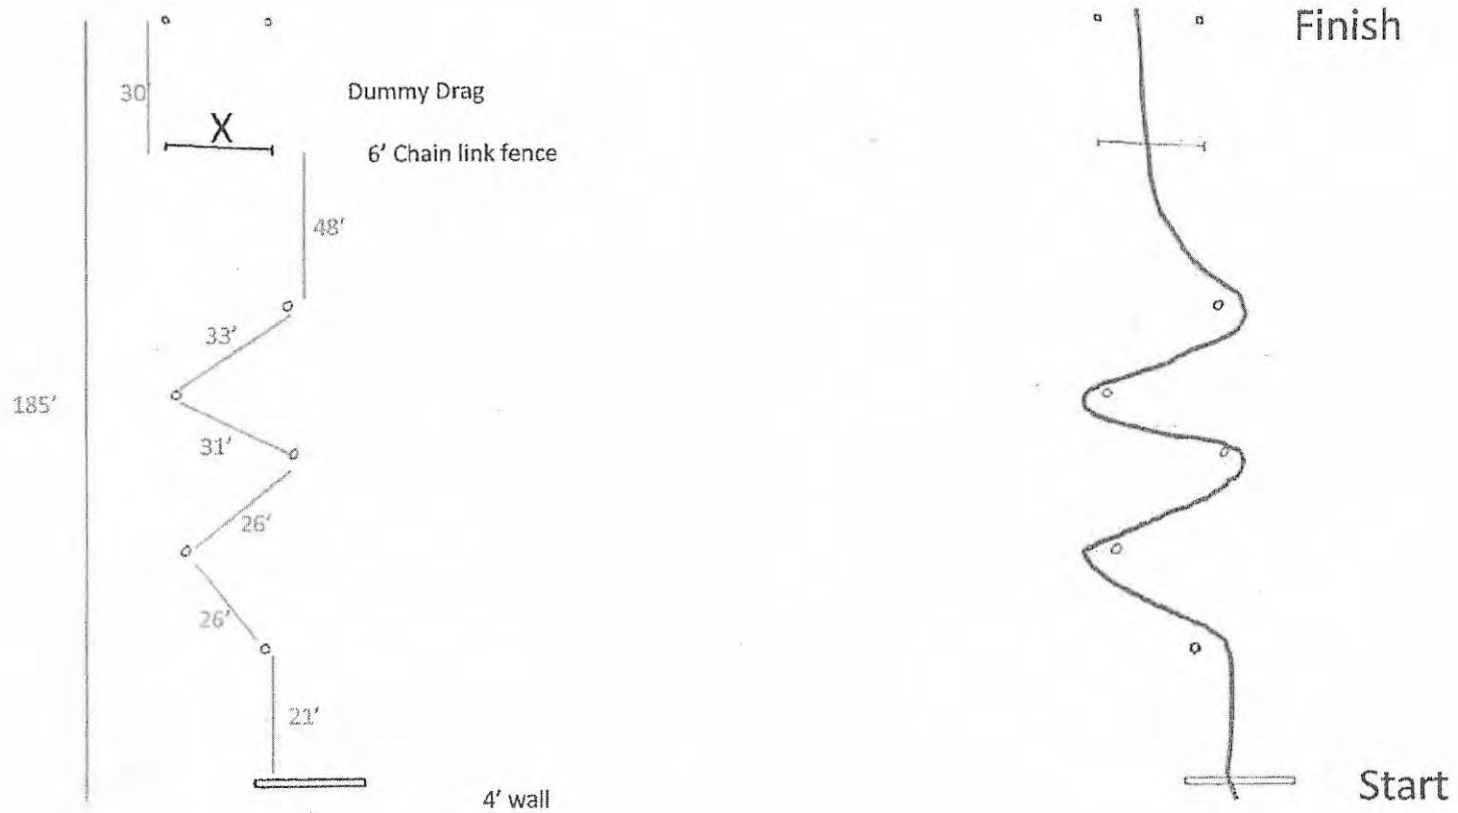 Finish
30'
Dummy Drag
X
6' Chain link fence
48'
33'
185'
31'
26'
26'
21'
4' wall
Start